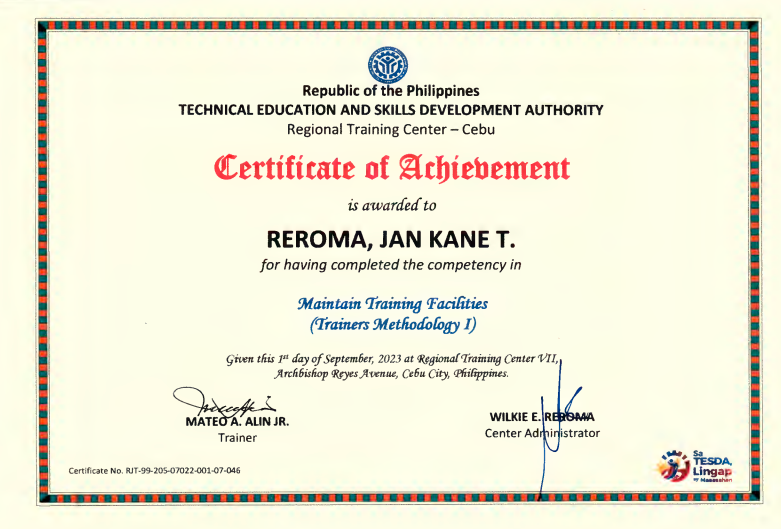 Republic of the Philippines
TECHNICAL EDUCATION AND SKILLS DEVELOPMENT AUTHORITY
Regional Training Center – Cebu
Certificate of Achievement
is awarded to
REROMA, JAN KANE T.
for having completed the competency in
Maintain Training Facilities
(Trainers Methodology I)
Given this 1st day of September, 2023 at Regional Training Center VII,
Archbishop Reyes Avenue, Cebu City, Philippines.
MATEO A. ALIN JR.
Trainer
WILKIE E. REROMA
Center Administrator
Certificate No. RJT-99-205-07022-001-07-046
Sa
TESDA,
Lingap
ay Maaasahan